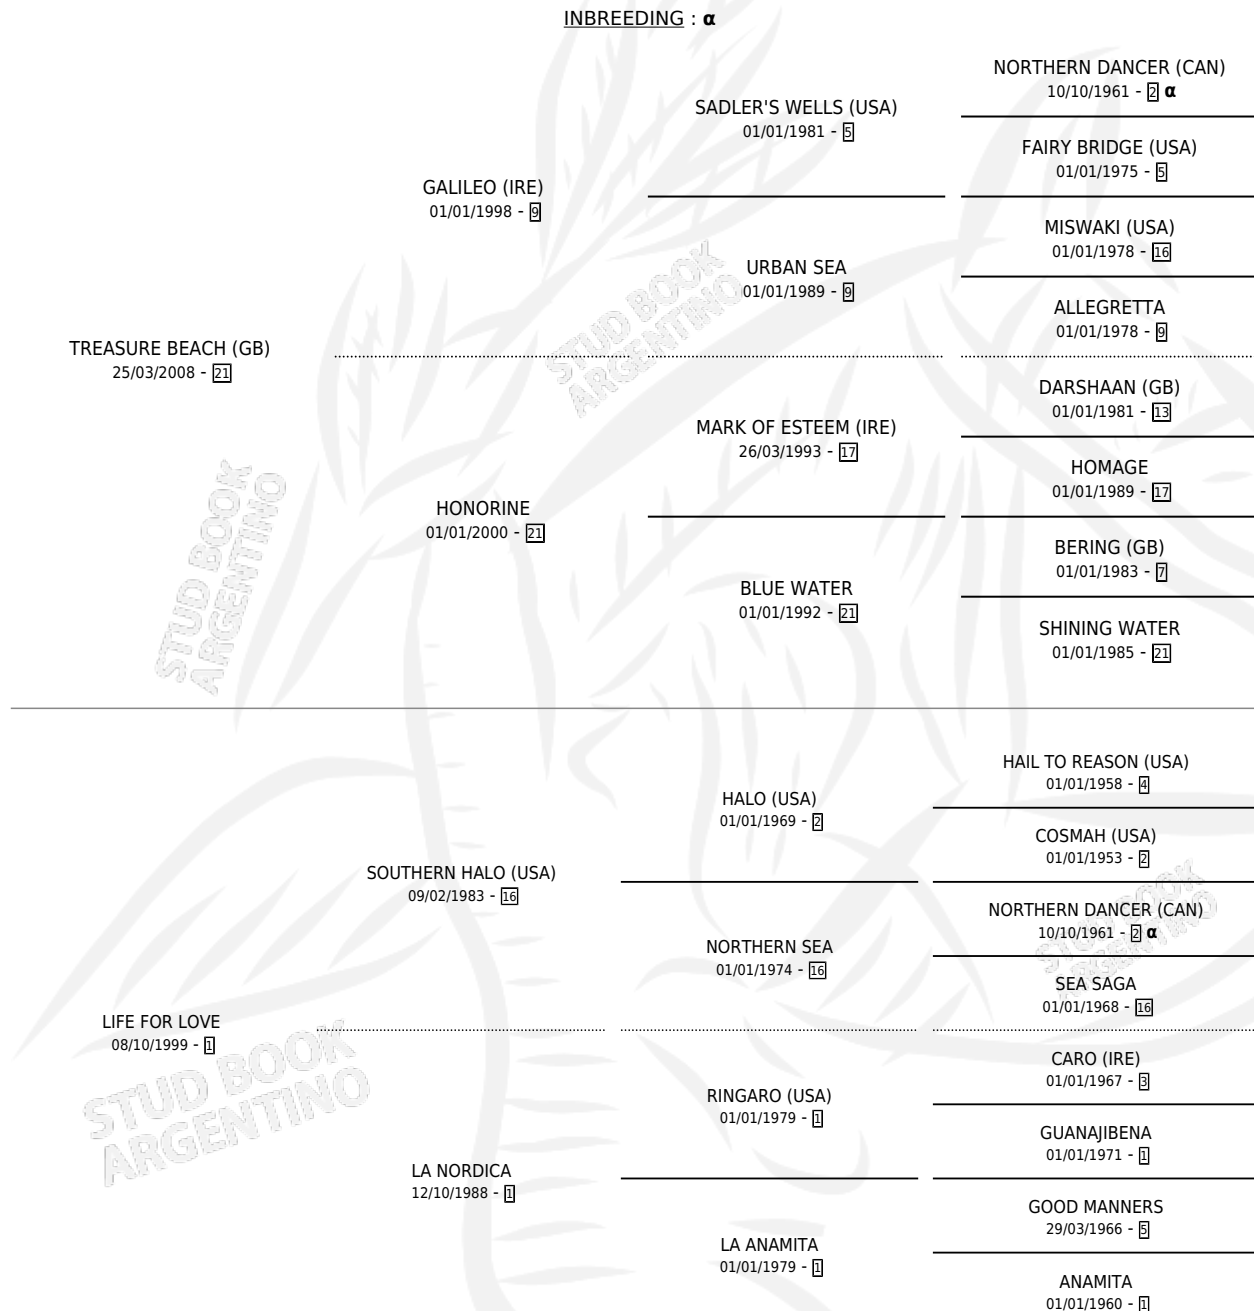 INBREEDING : α
NORTHERN DANCER (CAN)
10/10/1961 - 2 α
SADLER'S WELLS (USA)
01/01/1981 - 5
FAIRY BRIDGE (USA)
01/01/1975 - 5
GALILEO (IRE)
01/01/1998 - 9
MISWAKI (USA)
01/01/1978 - 16
URBAN SEA
01/01/1989 - 9
ALLEGRETTA
01/01/1978 - 9
TREASURE BEACH (GB)
25/03/2008 - 21
DARSHAAN (GB)
01/01/1981 - 13
MARK OF ESTEEM (IRE)
26/03/1993 - 17
HOMAGE
01/01/1989 - 17
HONORINE
01/01/2000 - 21
BERING (GB)
01/01/1983 - 7
BLUE WATER
01/01/1992 - 21
SHINING WATER
01/01/1985 - 21
HAIL TO REASON (USA)
01/01/1958 - 4
HALO (USA)
01/01/1969 - 2
COSMAH (USA)
01/01/1953 - 2
SOUTHERN HALO (USA)
09/02/1983 - 16
NORTHERN DANCER (CAN)
10/10/1961 - 2 α
NORTHERN SEA
01/01/1974 - 16
SEA SAGA
01/01/1968 - 16
LIFE FOR LOVE
08/10/1999 - 1
CARO (IRE)
01/01/1967 - 3
RINGARO (USA)
01/01/1979 - 1
GUANAJIBENA
01/01/1971 - 1
LA NORDICA
12/10/1988 - 1
GOOD MANNERS
29/03/1966 - 5
LA ANAMITA
01/01/1979 - 1
ANAMITA
01/01/1960 - 1
STUD BOOK
ARGENTINO
STUD BOOK
ARGENTINO
STUD BOOK
ARGENTINO
STUD BOOK
ARGENTINO